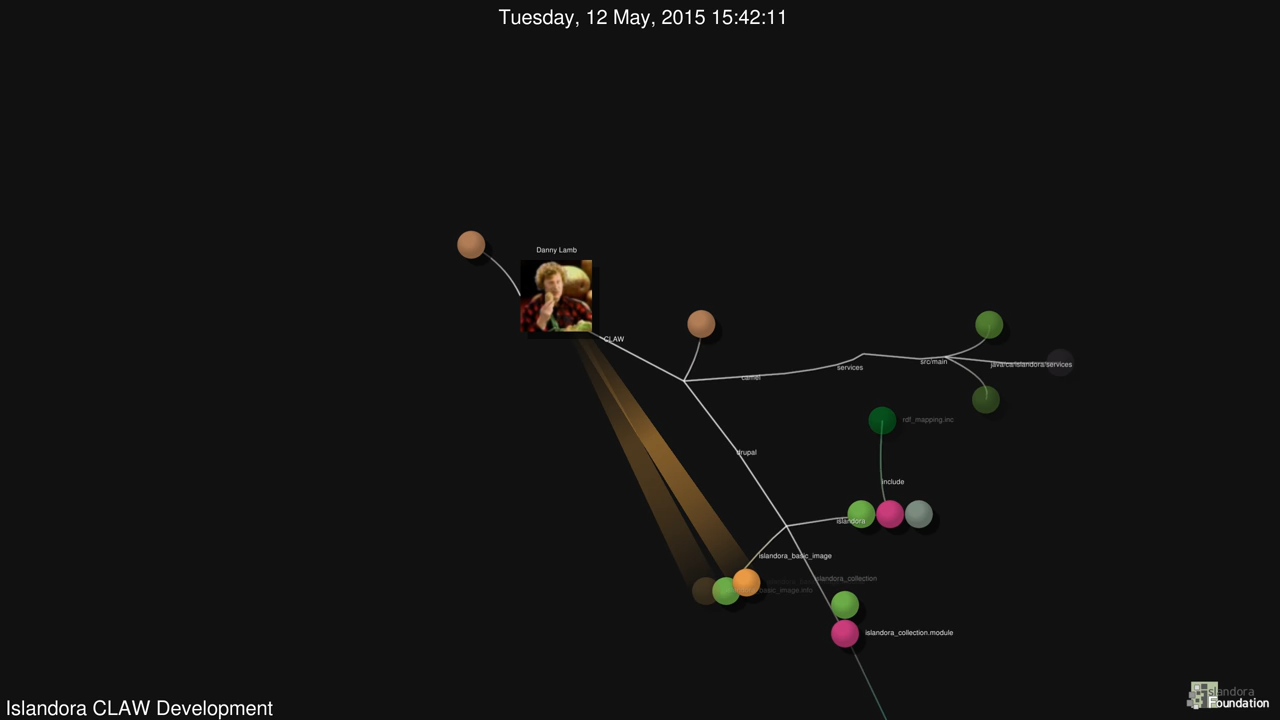 Tuesday, 12 May, 2015 15:42:11
Danny Lamb
CLAW
src/main
java/ca/islandora/services
services
camel
rdf_mapping.inc
drupal
include
islandora
islandora_basic_image
islandora_collection
basic_image.info
islandora_collection.module
Islandora
Foundation
Islandora CLAW Development